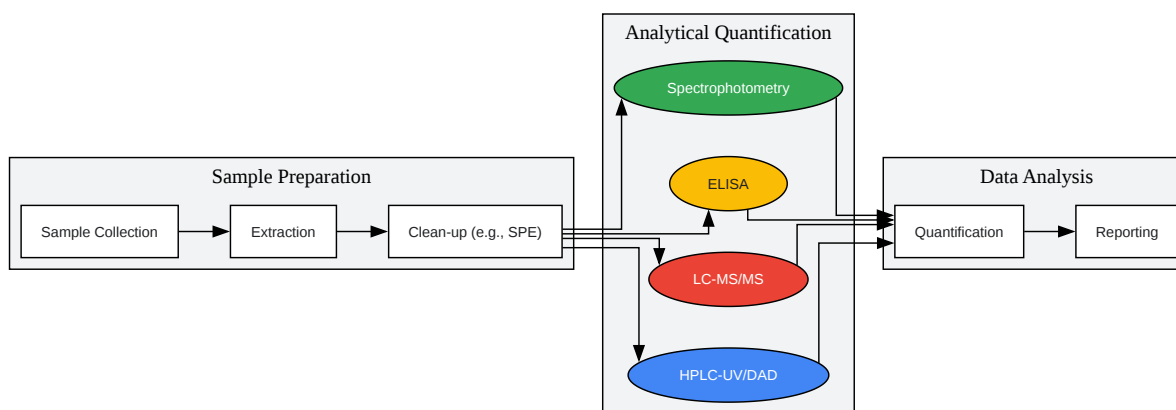 Sample Preparation
Sample Collection
Extraction
Clean-up (e.g., SPE)
Analytical Quantification
Spectrophotometry
ELISA
LC-MS/MS
HPLC-UV/DAD
Data Analysis
Quantification
Reporting